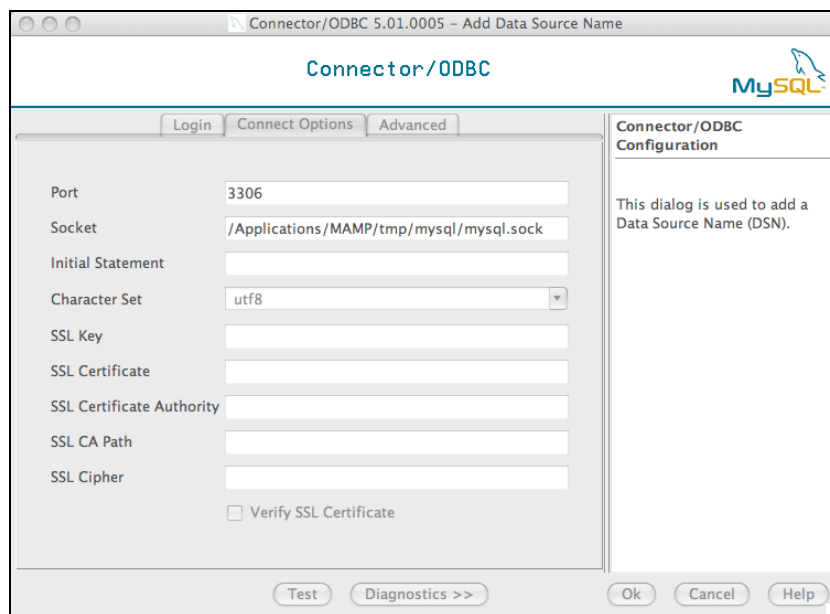 Connector/ODBC 5.01.0005 – Add Data Source Name
Connector/ODBC
MySQL
Login Connect Options Advanced
Port 3306
Socket /Applications/MAMP/tmp/mysql/mysql.sock
Initial Statement
Character Set utf8
SSL Key
SSL Certificate
SSL Certificate Authority
SSL CA Path
SSL Cipher
Verify SSL Certificate
Connector/ODBC
Configuration
This dialog is used to add a
Data Source Name (DSN).
Test Diagnostics >> Ok Cancel Help